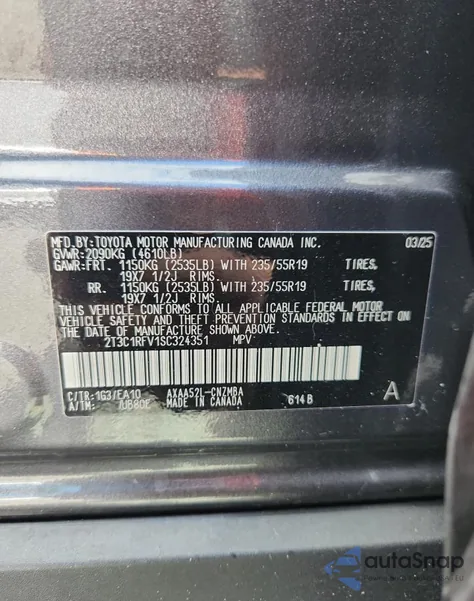 MFD.BY:TOYOTA MOTOR MANUFACTURING CANADA INC. 03/25
GVWR:2090KG (4610LB)
GAWR:FRT. 1150KG (2535LB) WITH 235/55R19 TIRES,
19X7 1/2J RIMS.
RR. 1150KG (2535LB) WITH 235/55R19 TIRES,
19X7 1/2J RIMS.
THIS VEHICLE CONFORMS TO ALL APPLICABLE FEDERAL MOTOR
VEHICLE SAFETY AND THEFT PREVENTION STANDARDS IN EFFECT
ON THE DATE OF MANUFACTURE SHOWN ABOVE.
2T3C1RFV1SC324351 MPV
C/TR:1G3/EA10 AXAA52L-CNZMBA A
A/TM: /UB80E MADE IN CANADA 614B
autoSnap